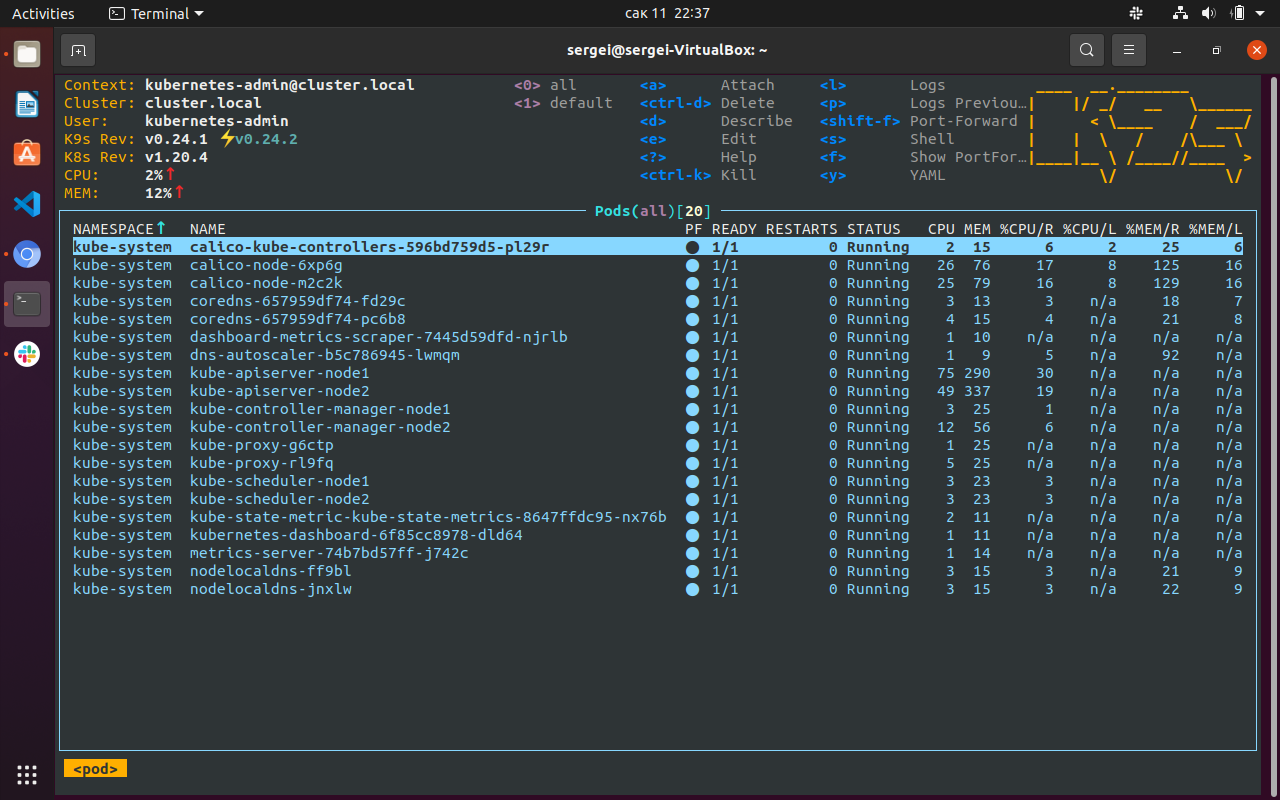 Activities Terminal сак 11 22:37
sergei@sergei-VirtualBox: ~
Context: kubernetes-admin@cluster.local <0> all <a> Attach <l> Logs
Cluster: cluster.local <1> default <ctrl-d> Delete <p> Logs Previou…
User: kubernetes-admin <d> Describe <shift-f> Port-Forward
K9s Rev: v0.24.1 ⚡v0.24.2 <e> Edit <s> Shell
K8s Rev: v1.20.4 <?> Help <f> Show PortFor…
CPU: 2%↑ <ctrl-k> Kill <y> YAML
MEM: 12%↑
Pods(all)[20]
NAMESPACE↑ NAME PF READY RESTARTS STATUS CPU MEM %CPU/R %CPU/L %MEM/R %MEM/L
kube-system calico-kube-controllers-596bd759d5-pl29r ● 1/1 0 Running 2 15 6 2 25 6
kube-system calico-node-6xp6g ● 1/1 0 Running 26 76 17 8 125 16
kube-system calico-node-m2c2k ● 1/1 0 Running 25 79 16 8 129 16
kube-system coredns-657959df74-fd29c ● 1/1 0 Running 3 13 3 n/a 18 7
kube-system coredns-657959df74-pc6b8 ● 1/1 0 Running 4 15 4 n/a 21 8
kube-system dashboard-metrics-scraper-7445d59dfd-njrlb ● 1/1 0 Running 1 10 n/a n/a n/a n/a
kube-system dns-autoscaler-b5c786945-lwmqm ● 1/1 0 Running 1 9 5 n/a 92 n/a
kube-system kube-apiserver-node1 ● 1/1 0 Running 75 290 30 n/a n/a n/a
kube-system kube-apiserver-node2 ● 1/1 0 Running 49 337 19 n/a n/a n/a
kube-system kube-controller-manager-node1 ● 1/1 0 Running 3 25 1 n/a n/a n/a
kube-system kube-controller-manager-node2 ● 1/1 0 Running 12 56 6 n/a n/a n/a
kube-system kube-proxy-g6ctp ● 1/1 0 Running 1 25 n/a n/a n/a n/a
kube-system kube-proxy-rl9fq ● 1/1 0 Running 5 25 n/a n/a n/a n/a
kube-system kube-scheduler-node1 ● 1/1 0 Running 3 23 3 n/a n/a n/a
kube-system kube-scheduler-node2 ● 1/1 0 Running 3 23 3 n/a n/a n/a
kube-system kube-state-metric-kube-state-metrics-8647ffdc95-nx76b ● 1/1 0 Running 2 11 n/a n/a n/a n/a
kube-system kubernetes-dashboard-6f85cc8978-dld64 ● 1/1 0 Running 1 11 n/a n/a n/a n/a
kube-system metrics-server-74b7bd57ff-j742c ● 1/1 0 Running 1 14 n/a n/a n/a n/a
kube-system nodelocaldns-ff9bl ● 1/1 0 Running 3 15 3 n/a 21 9
kube-system nodelocaldns-jnxlw ● 1/1 0 Running 3 15 3 n/a 22 9
<pod>